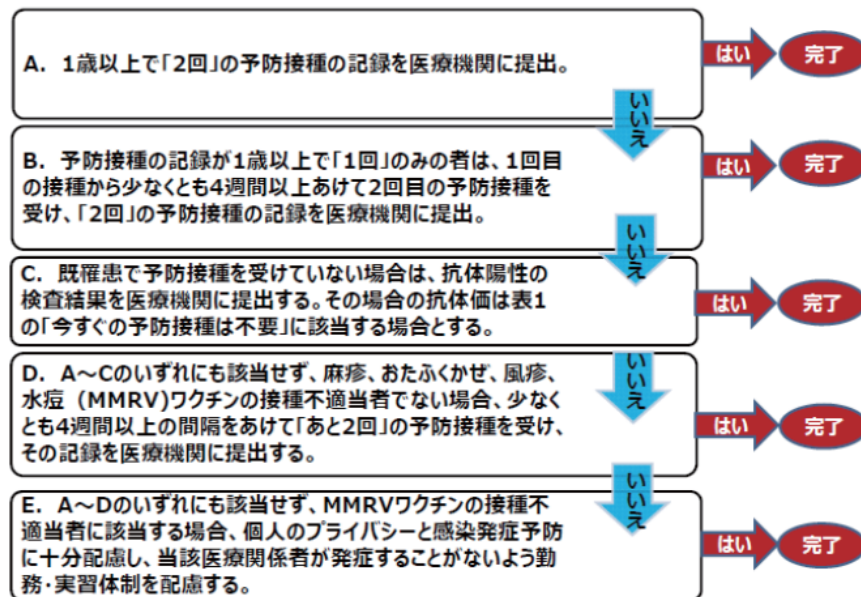 A. 1歳以上で「2回」の予防接種の記録を医療機関に提出。
はい
完了
いいえ
B. 予防接種の記録が1歳以上で「1回」のみの者は、1回目
の接種から少なくとも4週間以上あけて2回目の予防接種を
受け、「2回」の予防接種の記録を医療機関に提出。
はい
完了
いいえ
C. 既罹患で予防接種を受けていない場合は、抗体陽性の
検査結果を医療機関に提出する。その場合の抗体価は表1
の「今すぐの予防接種は不要」に該当する場合とする。
はい
完了
いいえ
D. A~Cのいずれにも該当せず、麻疹、おたふくかぜ、風疹、
水痘 (MMRV)ワクチンの接種不適当者でない場合、少なく
とも4週間以上の間隔をあけて「あと2回」の予防接種を受け、
その記録を医療機関に提出する。
はい
完了
いいえ
E. A~Dのいずれにも該当せず、MMRVワクチンの接種不
適当者に該当する場合、個人のプライバシーと感染発症予防
に十分配慮し、当該医療関係者が発症することがないよう勤
務・実習体制を配慮する。
はい
完了